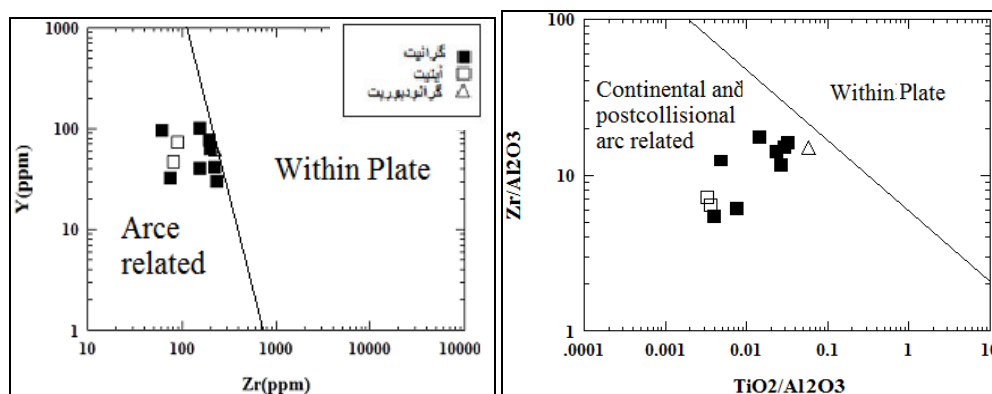 1000
100
10
1
Y(ppm)
10
100
1000
10000
10000
Zr(ppm)
Arce
related
Within Plate
گرانیت
آپلیت
گرانودیوریت
100
10
1
Zr/Al2O3
.0001
0.001
0.01
0.1
1
10
TiO2/Al2O3
Continental and
postcollisional
arc related
Within Plate